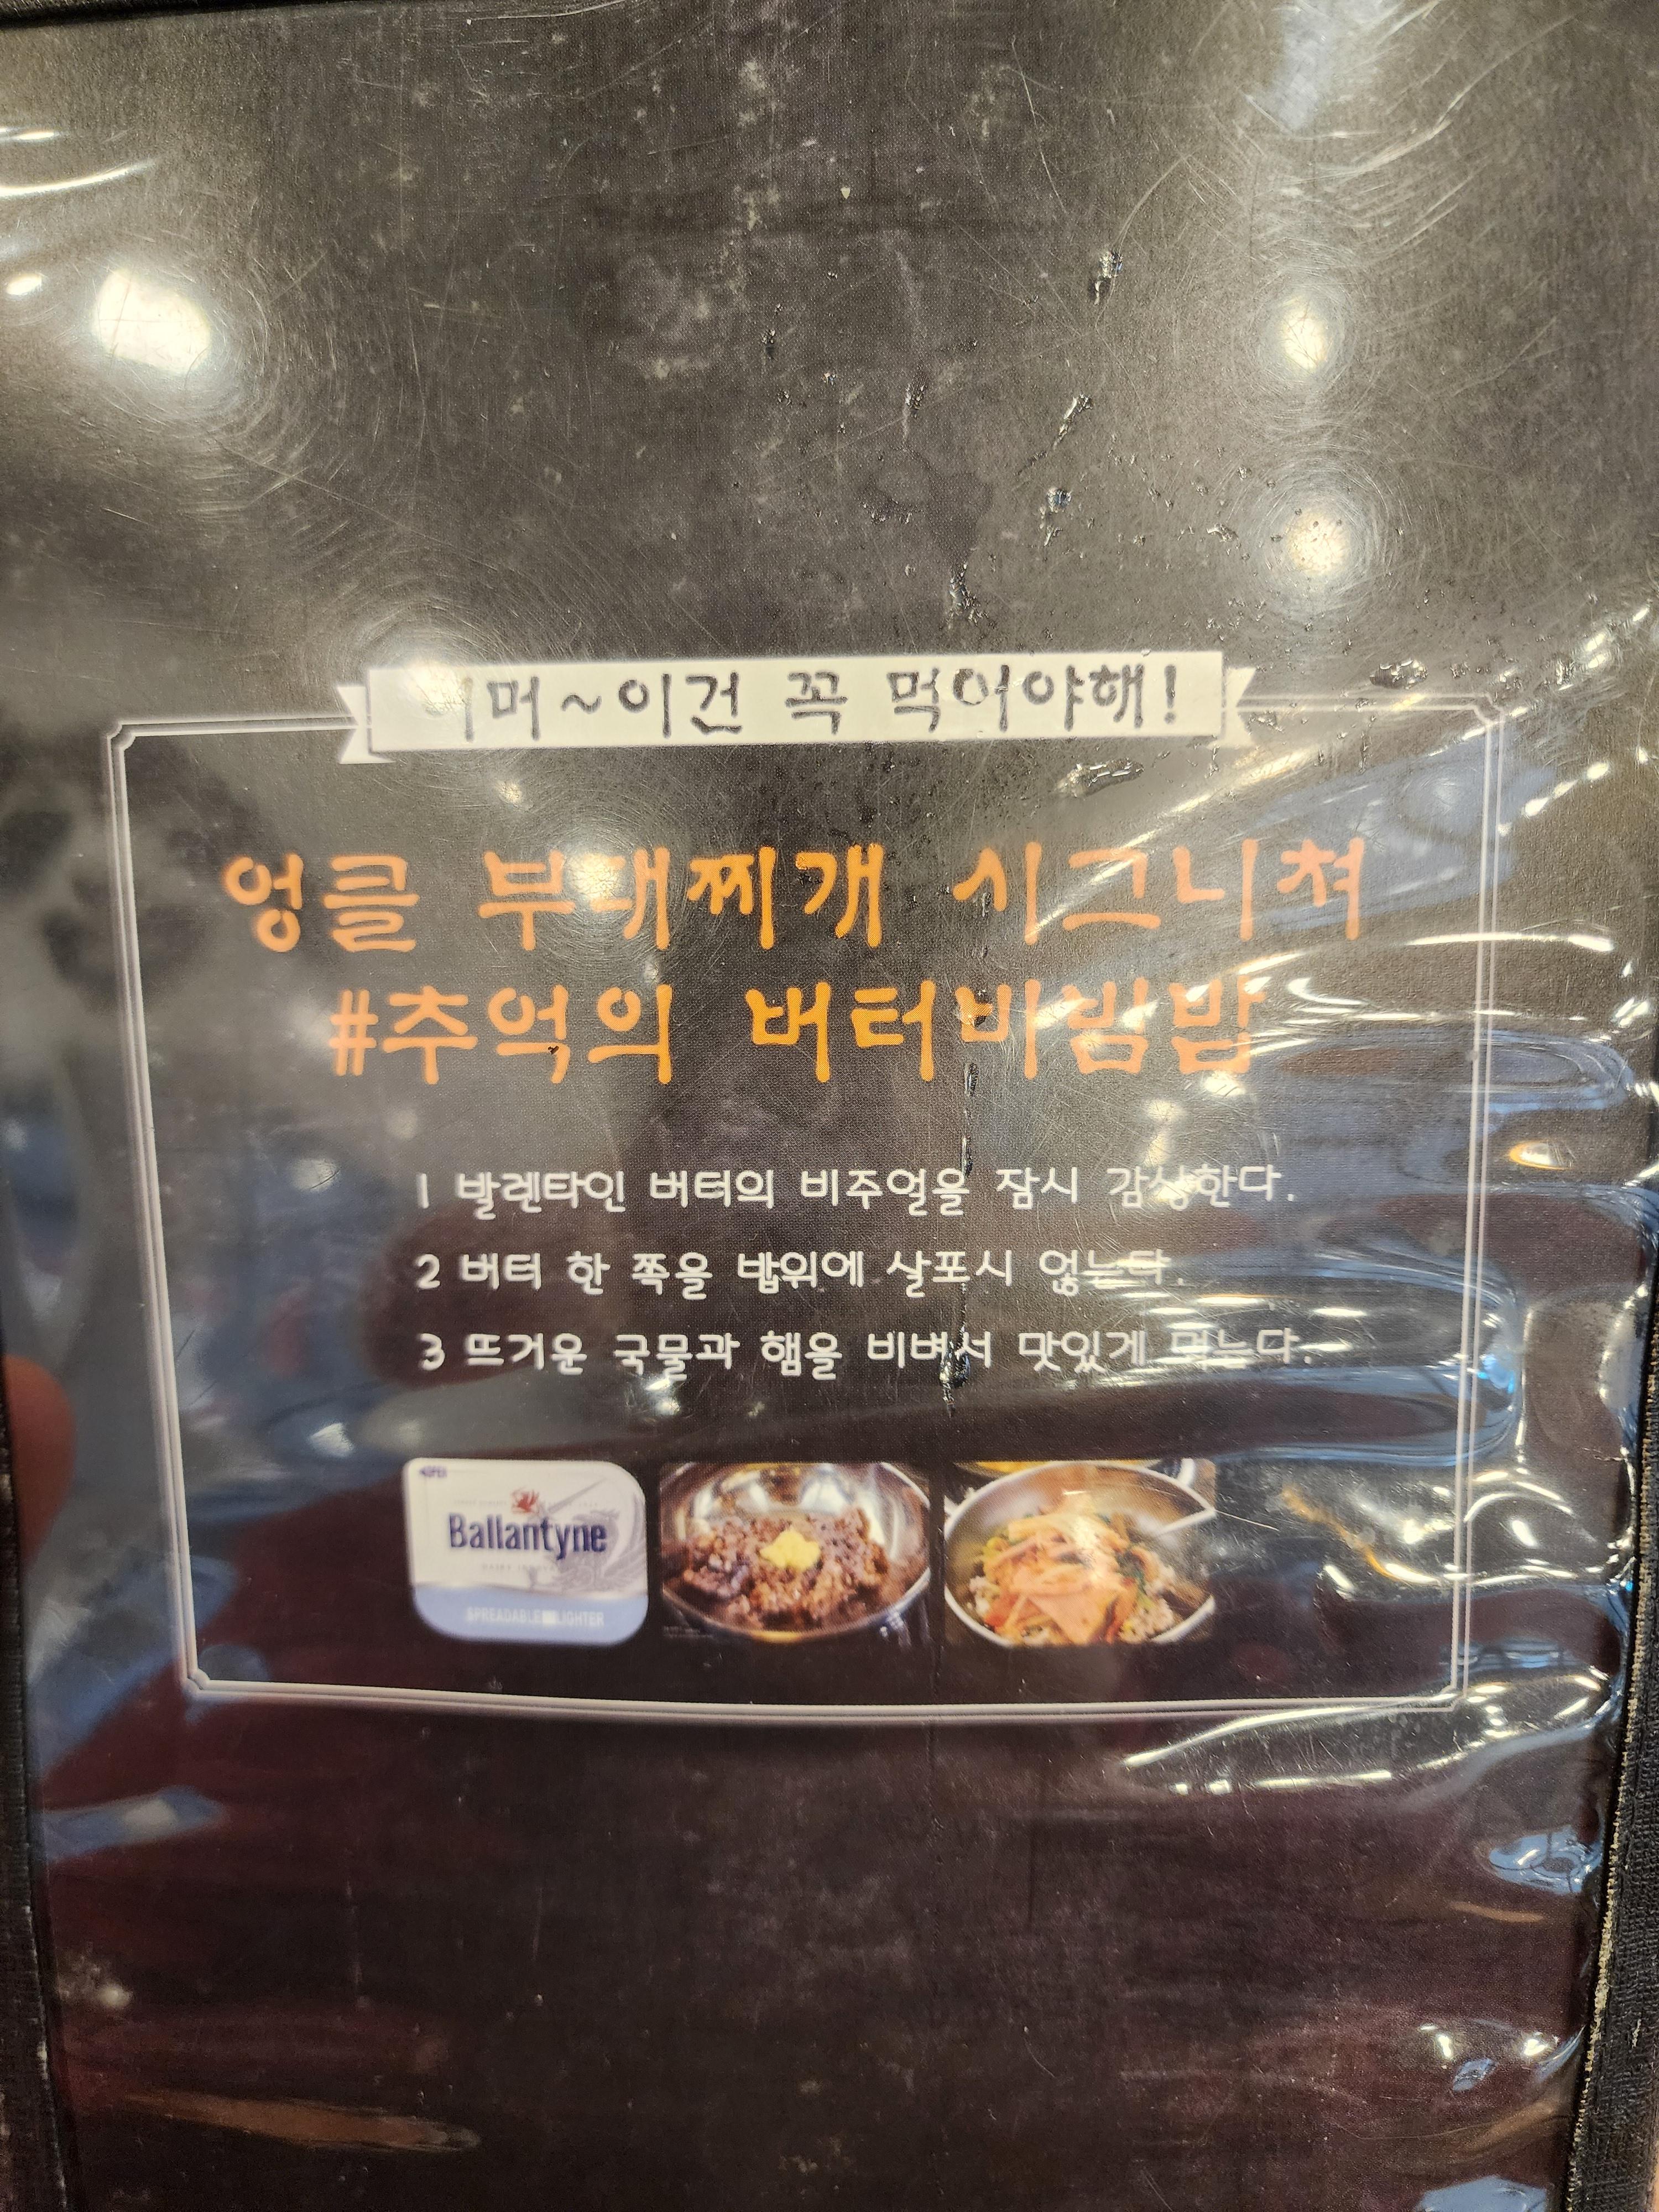 어머~이건 꼭 먹어야해!
엉클 부대찌개 시그니쳐
#추억의 버터비빔밥
1 발렌타인 버터의 비주얼을 잠시 감상한다.
2 버터 한 쪽을 밥위에 살포시 얹는다.
3 뜨거운 국물과 햄을 비벼서 맛있게 먹는다.
Ballantyne
SPREADABLE LIGHTER